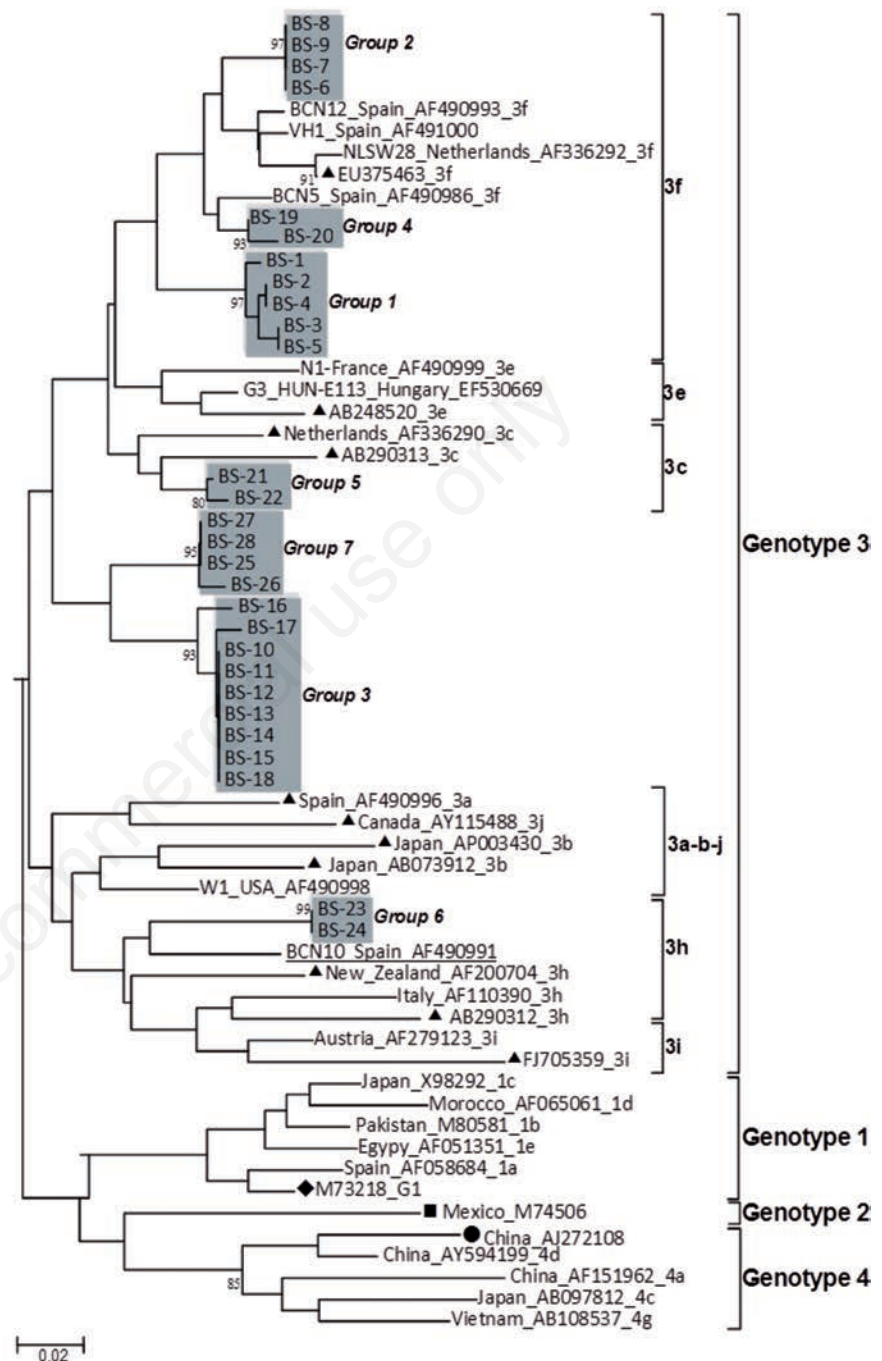 BS-8
97
BS-9
Group 2
BS-7
BS-6
BCN12_Spain_AF490993_3f
VH1_Spain_AF491000
NLSW28_Netherlands_AF336292_3f
91
EU375463_3f
3f
BCN5_Spain_AF490986_3f
BS-19
Group 4
93
BS-20
BS-1
BS-2
97
BS-4
Group 1
BS-3
BS-5
N1-France_AF490999_3e
G3_HUN-E113_Hungary_EF530669
3e
AB248520_3e
Netherlands_AF336290_3c
AB290313_3c
3c
BS-21
Group 5
80
BS-22
BS-27
95
BS-28
Group 7
Genotype 3
BS-25
BS-26
BS-16
93
BS-17
BS-10
BS-11
BS-12
Group 3
BS-13
BS-14
BS-15
BS-18
Spain_AF490996_3a
Canada_AY115488_3j
Japan_AP003430_3b
3a-b-j
Japan_AB073912_3b
W1_USA_AF490998
99
BS-23
Group 6
BS-24
BCN10_Spain_AF490991
3h
New_Zealand_AF200704_3h
Italy_AF110390_3h
AB290312_3h
Austria_AF279123_3i
3i
FJ705359_3i
Japan_X98292_1c
Morocco_AF065061_1d
Pakistan_M80581_1b
Genotype 1
Egypy_AF051351_1e
Spain_AF058684_1a
M73218_G1
Mexico_M74506
Genotype 2
China_AJ272108
China_AY594199_4d
85
China_AF151962_4a
Genotype 4
Japan_AB097812_4c
Vietnam_AB108537_4g
0.02
commercial use only